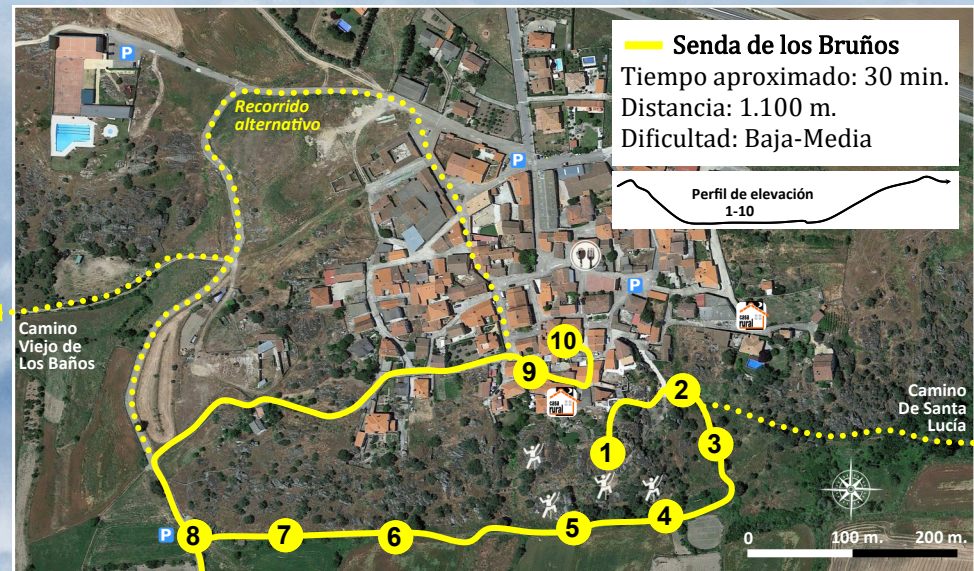 Senda de los Bruños
Tiempo aproximado: 30 min.
Distancia: 1.100 m.
Dificultad: Baja-Media
Perfil de elevación
1-10
P
Recorrido
alternativo
P
P
casa
rural
Camino
Viejo de
Los Baños
10
9
casa
rural
2
Camino
De Santa
Lucía
1
3
4
5
6
7
8
P
0
100 m.
200 m.